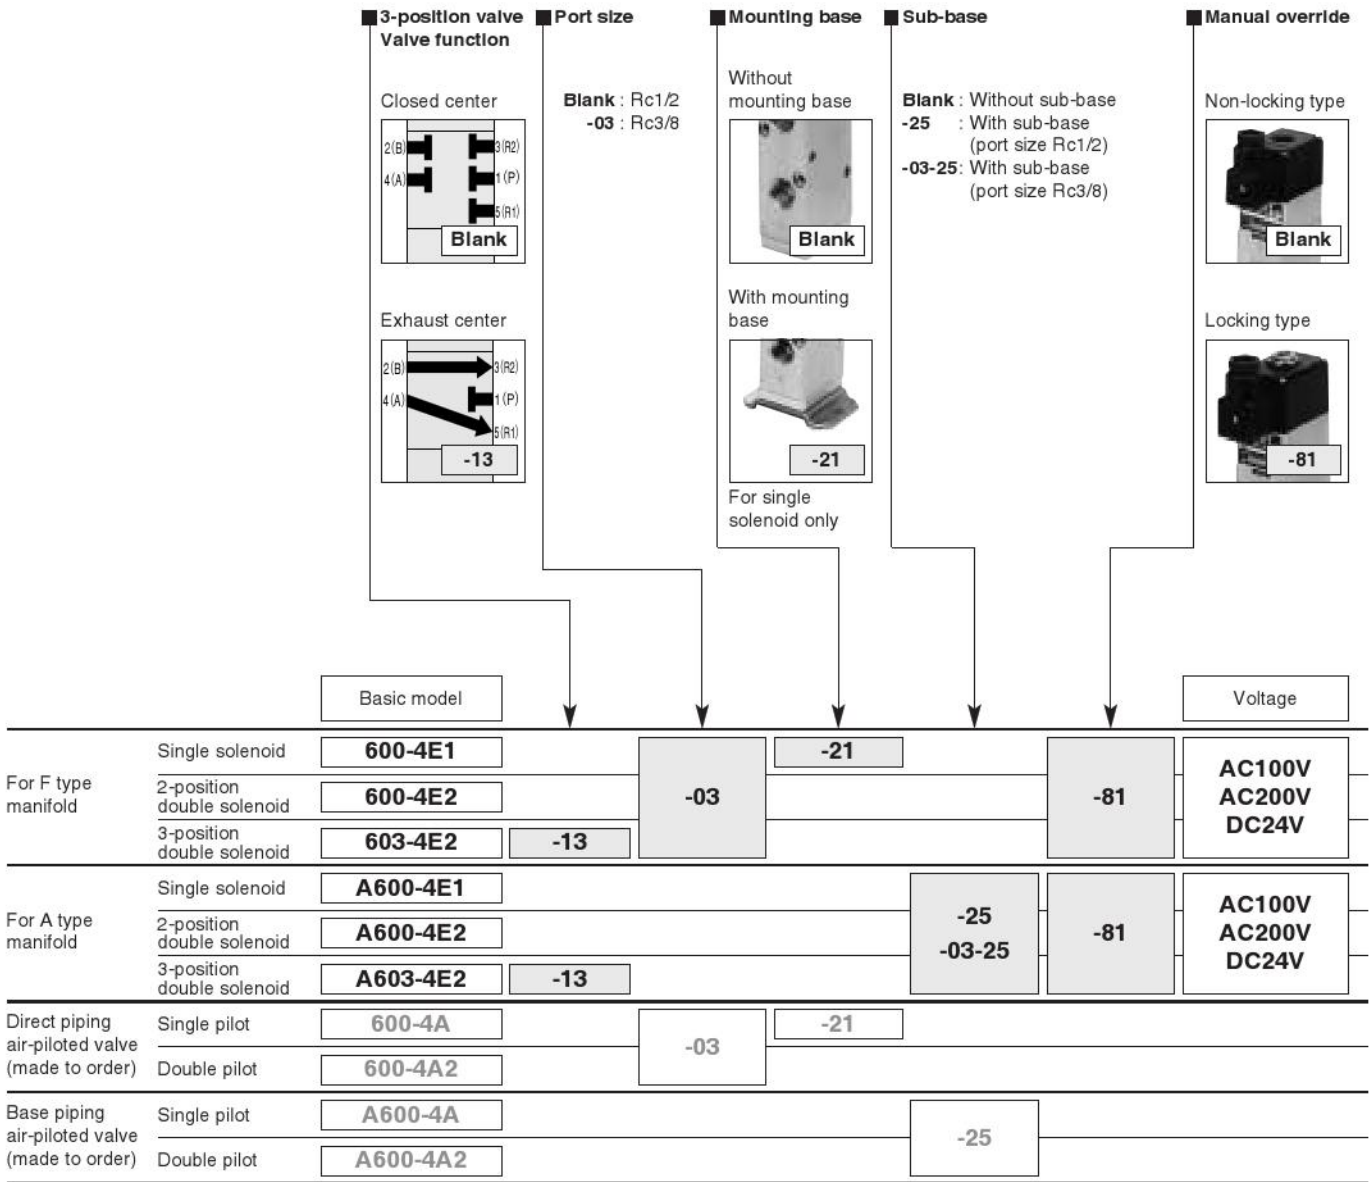 ■ 3-position valve
Valve function
■ Port size
■ Mounting base
■ Sub-base
■ Manual override
Closed center
2(B)
3(R2)
4(A)
1(P)
5(R1)
Blank
Exhaust center
2(B)
3(R2)
4(A)
1(P)
5(R1)
-13
Blank : Rc1/2
-03 : Rc3/8
Without
mounting base
Blank
With mounting
base
-21
For single
solenoid only
Blank : Without sub-base
-25 : With sub-base
(port size Rc1/2)
-03-25 : With sub-base
(port size Rc3/8)
Non-locking type
Blank
Locking type
-81
Basic model
Voltage
For F type
manifold
Single solenoid
600-4E1
-21
2-position
double solenoid
600-4E2
-03
-81
3-position
double solenoid
603-4E2
-13
AC100V
AC200V
DC24V
For A type
manifold
Single solenoid
A600-4E1
2-position
double solenoid
A600-4E2
-25
-03-25
-81
3-position
double solenoid
A603-4E2
-13
AC100V
AC200V
DC24V
Direct piping
air-piloted valve
(made to order)
Single pilot
600-4A
-03
-21
Double pilot
600-4A2
Base piping
air-piloted valve
(made to order)
Single pilot
A600-4A
-25
Double pilot
A600-4A2